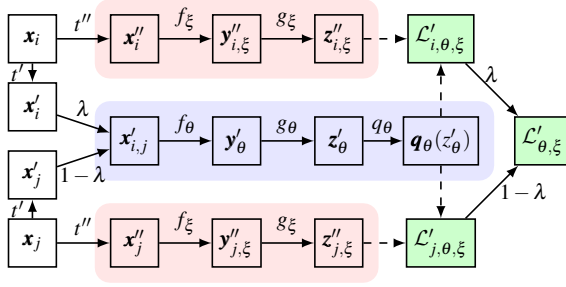 x_i t″ x″_i f_ξ y″_{i,ξ} g_ξ z″_{i,ξ} ℒ′_{i,θ,ξ}
t′ λ
x′_i λ x′_{i,j} f_θ y′_θ g_θ z′_θ q_θ q_θ(z′_θ) ℒ′_{θ,ξ}
x′_j 1−λ
t′ 1−λ
x_j t″ x″_j f_ξ y″_{j,ξ} g_ξ z″_{j,ξ} ℒ′_{j,θ,ξ}